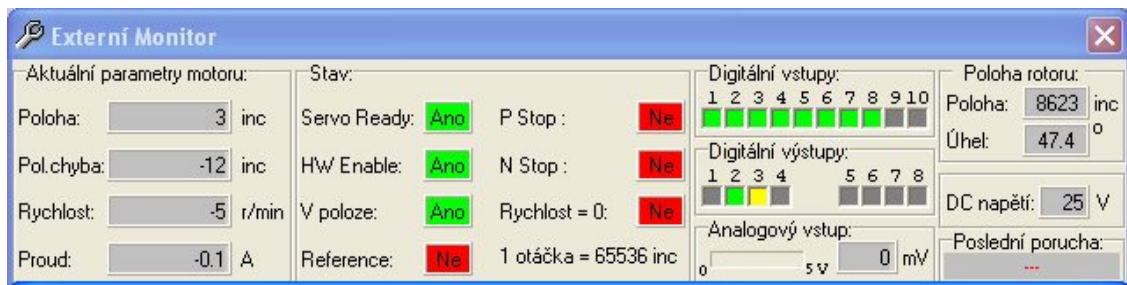 Externí Monitor
Aktuální parametry motoru:
Poloha: 3 inc
Pol.chyba: -12 inc
Rychlost: -5 r/min
Proud: -0.1 A
Stav:
Servo Ready: Ano P Stop : Ne
HW Enable: Ano N Stop : Ne
V poloze: Ano Rychlost = 0: Ne
Reference: Ne 1 otáčka = 65536 inc
Digitální vstupy:
1 2 3 4 5 6 7 8 9 10
Digitální výstupy:
1 2 3 4 5 6 7 8
Analogový vstup:
0 5 V 0 mV
Poloha rotoru:
Poloha: 8623 inc
Úhel: 47.4 °
DC napětí: 25 V
Poslední porucha:
---